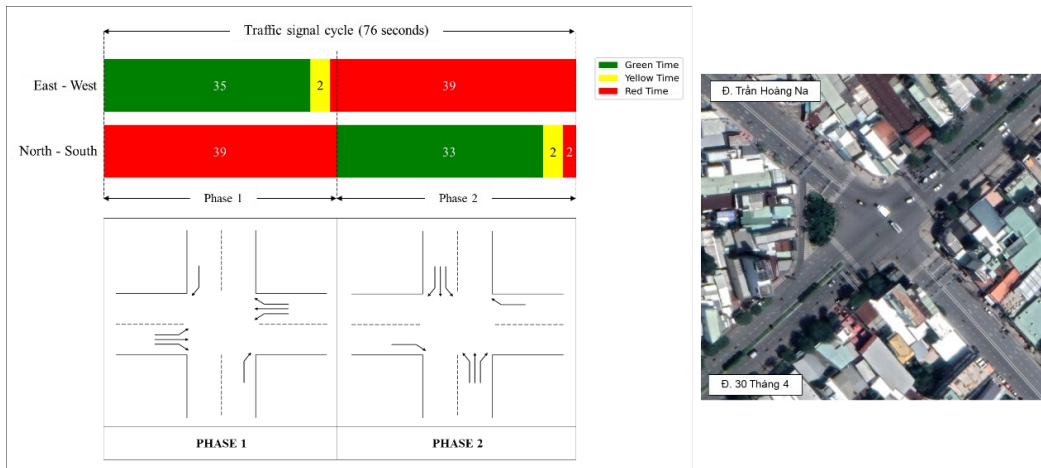 Traffic signal cycle (76 seconds)
East - West
35
2
39
Green Time
Yellow Time
Red Time
North - South
39
33
2
2
Phase 1
Phase 2
PHASE 1
PHASE 2
Đ. Trần Hoàng Na
Đ. 30 Tháng 4